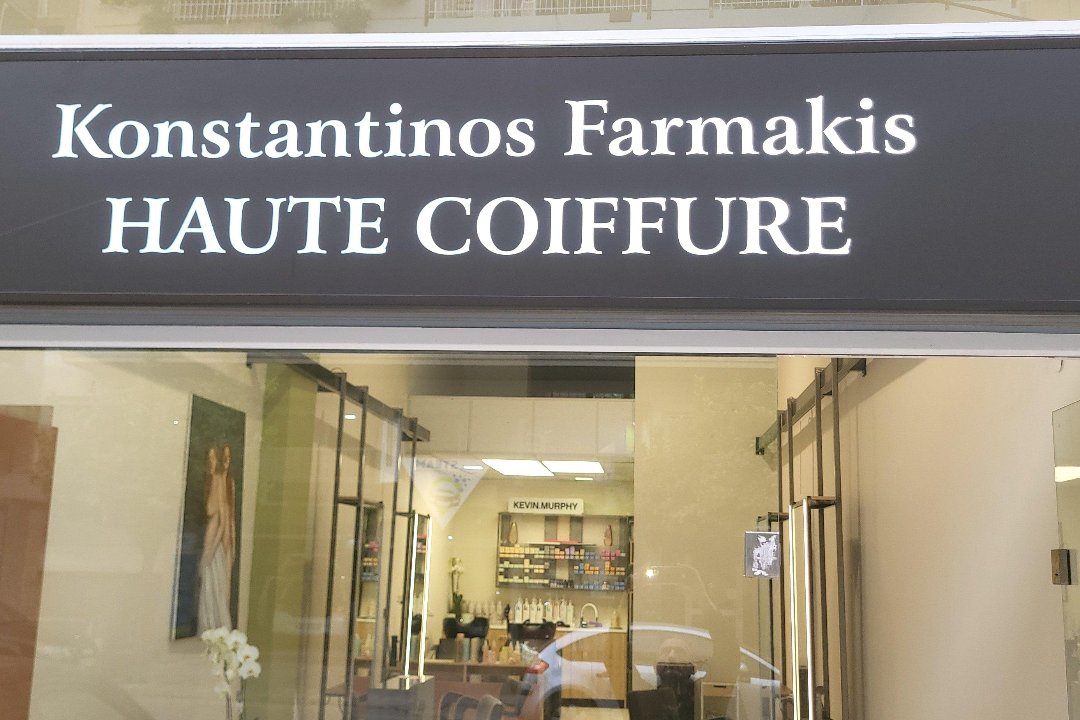 Konstantinos Farmakis
HAUTE COIFFURE
KEVIN.MURPHY